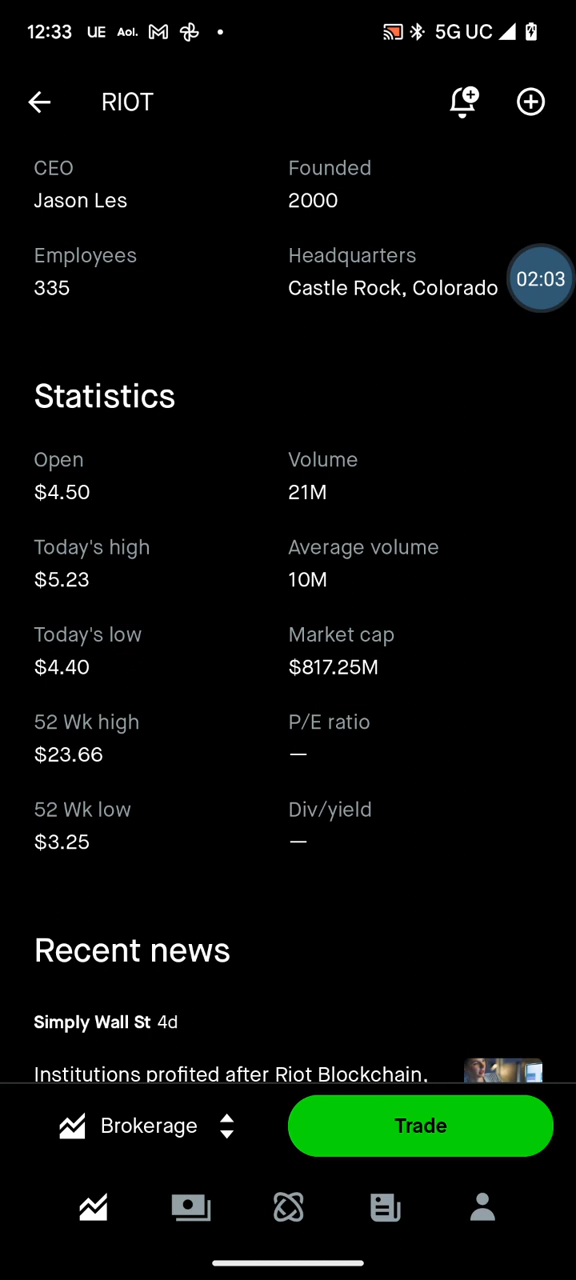 12:33 UE Aol. 5G UC
RIOT
CEO Founded
Jason Les 2000
Employees Headquarters
335 Castle Rock, Colorado
02:03
Statistics
Open Volume
$4.50 21M
Today's high Average volume
$5.23 10M
Today's low Market cap
$4.40 $817.25M
52 Wk high P/E ratio
$23.66 —
52 Wk low Div/yield
$3.25 —
Recent news
Simply Wall St 4d
Institutions profited after Riot Blockchain,
Brokerage Trade